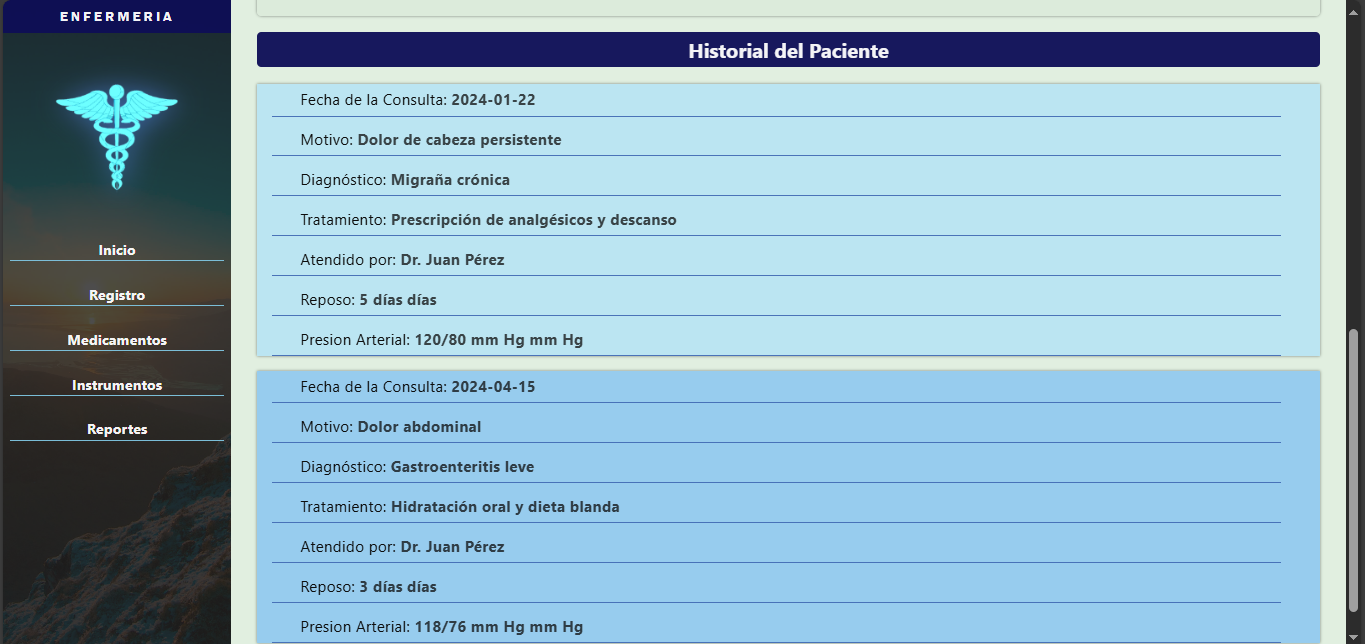 ENFERMERIA
Inicio
Registro
Medicamentos
Instrumentos
Reportes
Historial del Paciente
Fecha de la Consulta: 2024-01-22
Motivo: Dolor de cabeza persistente
Diagnóstico: Migraña crónica
Tratamiento: Prescripción de analgésicos y descanso
Atendido por: Dr. Juan Pérez
Reposo: 5 días días
Presion Arterial: 120/80 mm Hg mm Hg
Fecha de la Consulta: 2024-04-15
Motivo: Dolor abdominal
Diagnóstico: Gastroenteritis leve
Tratamiento: Hidratación oral y dieta blanda
Atendido por: Dr. Juan Pérez
Reposo: 3 días días
Presion Arterial: 118/76 mm Hg mm Hg